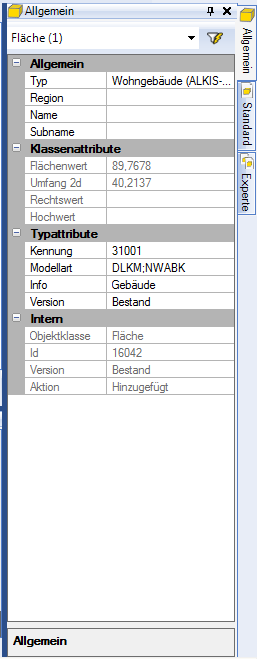 Allgemein
Fläche (1)
Allgemein
Typ Wohngebäude (ALKIS-...
Region
Name
Subname
Klassenattribute
Flächenwert 89,7678
Umfang 2d 40,2137
Rechtswert
Hochwert
Typattribute
Kennung 31001
Modellart DLKM;NWABK
Info Gebäude
Version Bestand
Intern
Objektklasse Fläche
Id 16042
Version Bestand
Aktion Hinzugefügt
Allgemein
Allgemein
Standard
Experte